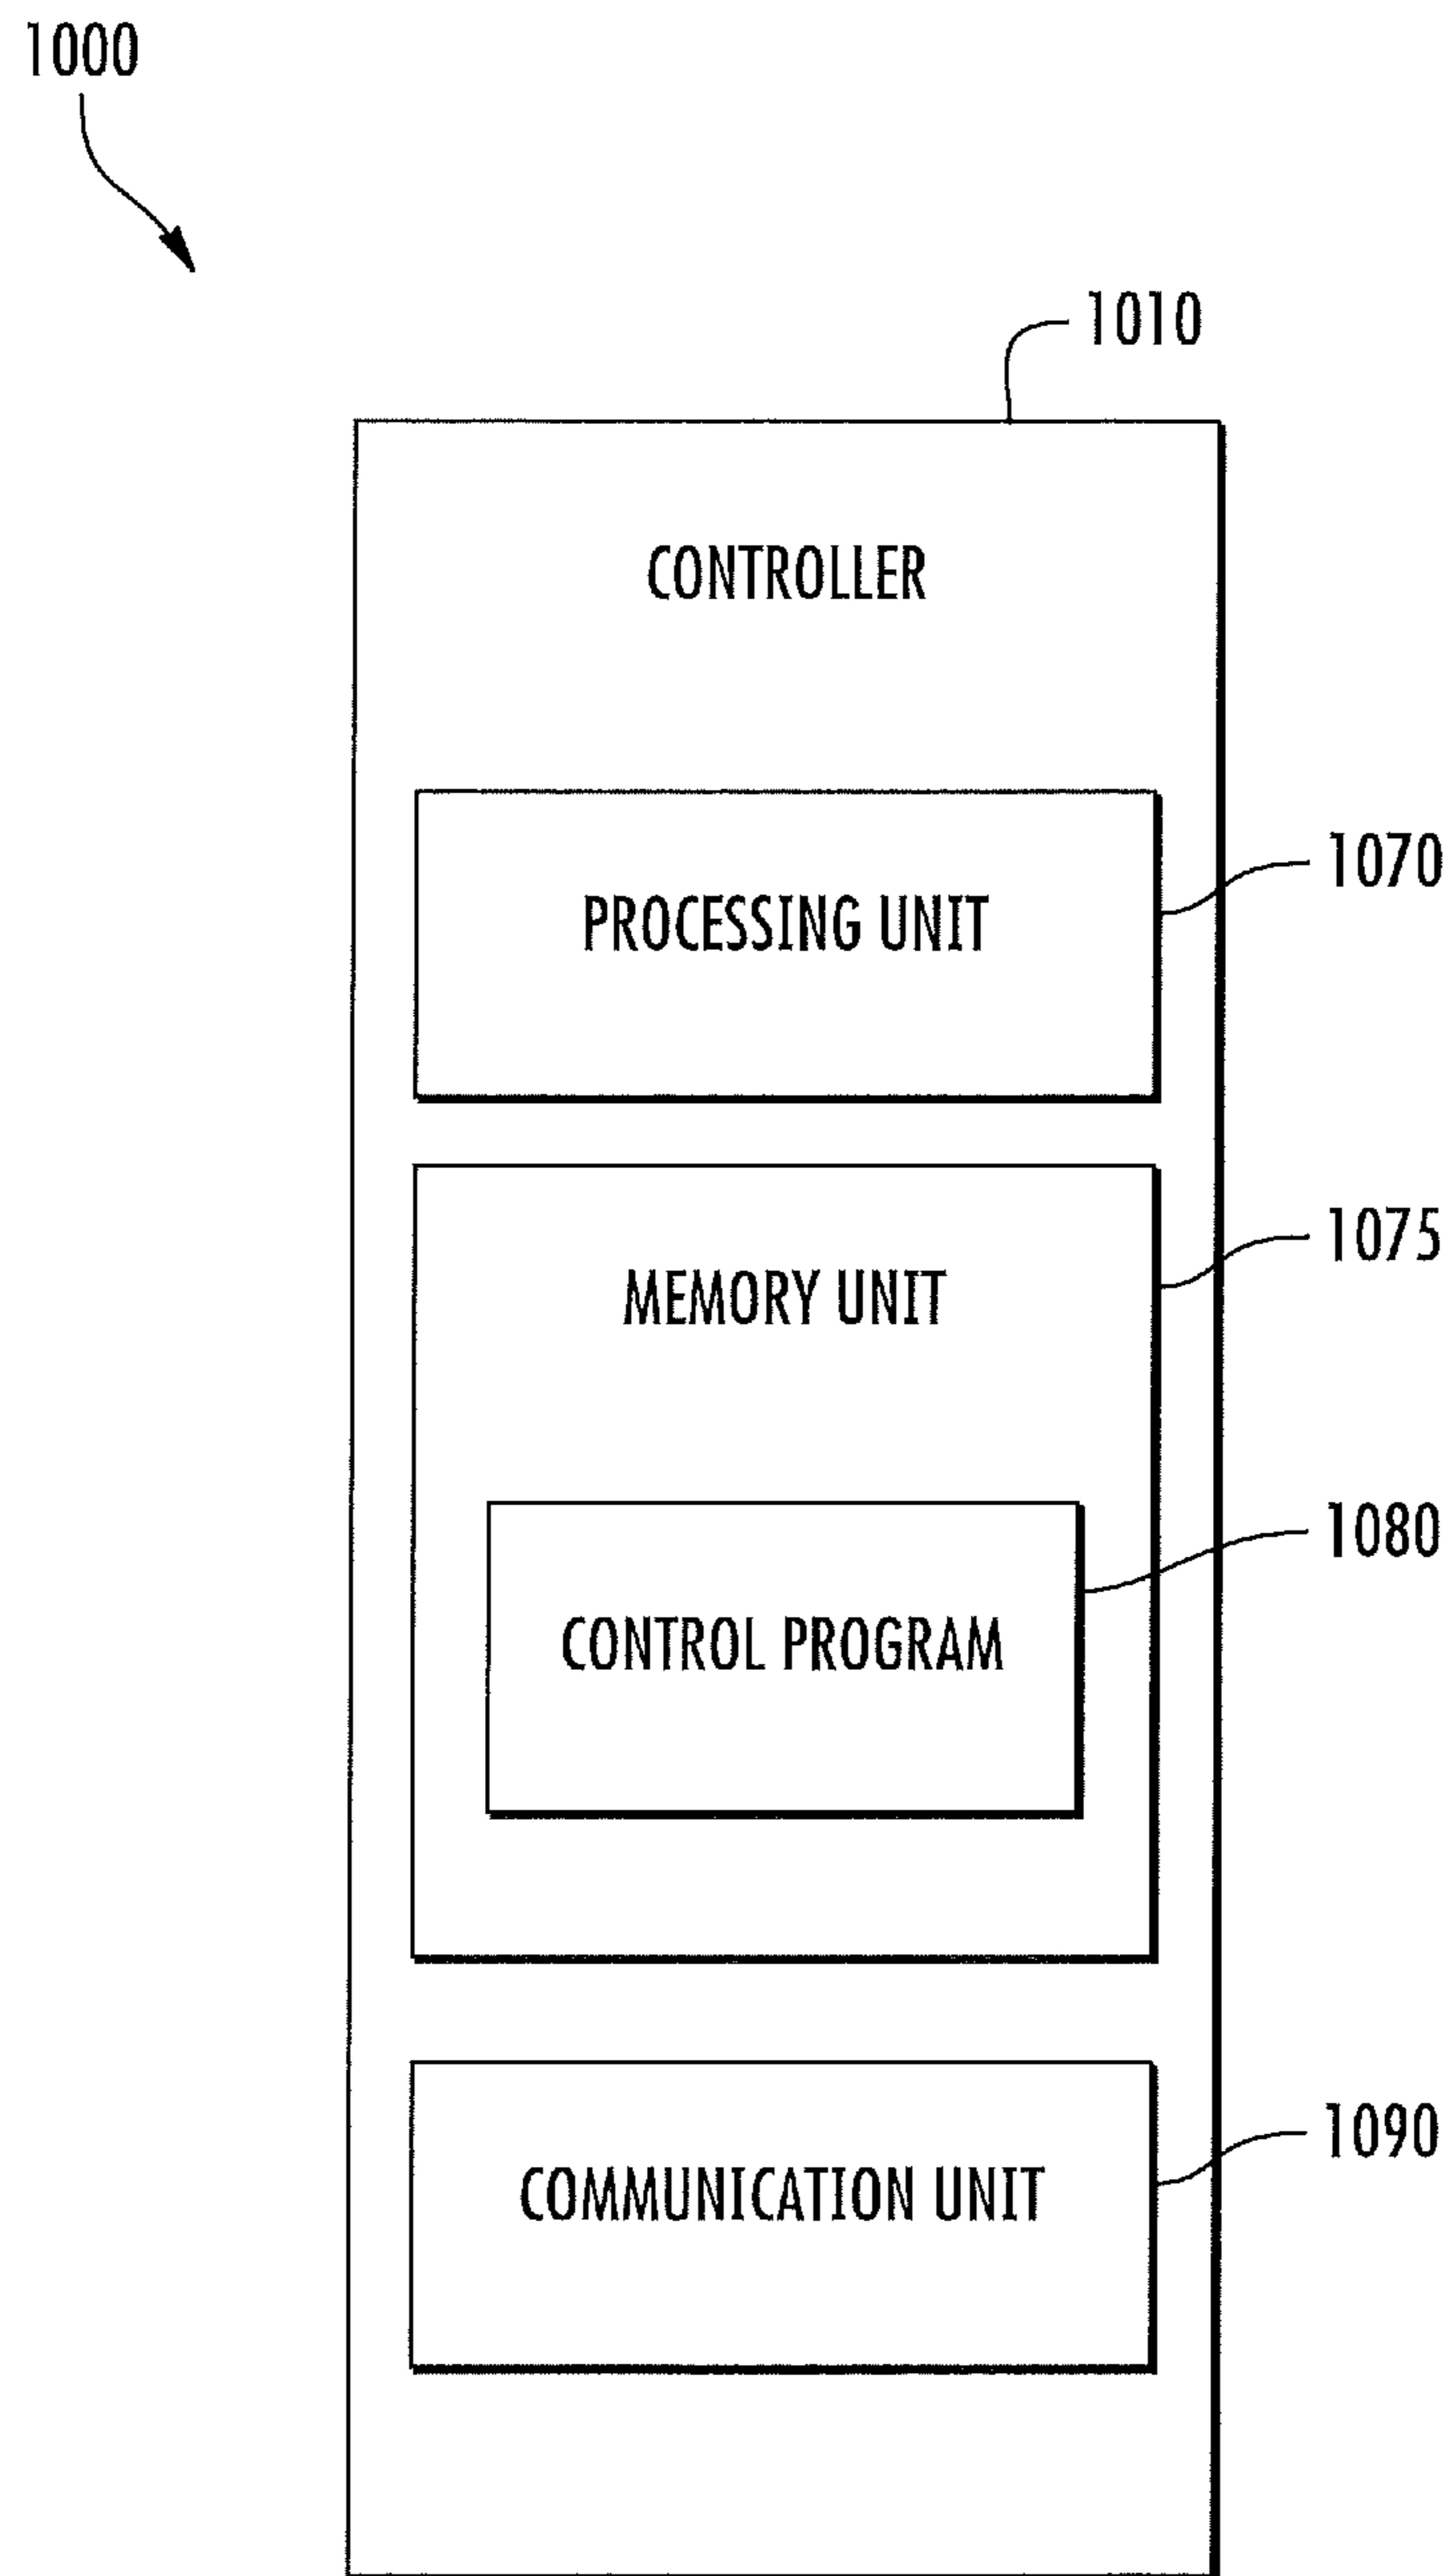 1000
1010
CONTROLLER
1070
PROCESSING UNIT
1075
MEMORY UNIT
1080
CONTROL PROGRAM
1090
COMMUNICATION UNIT